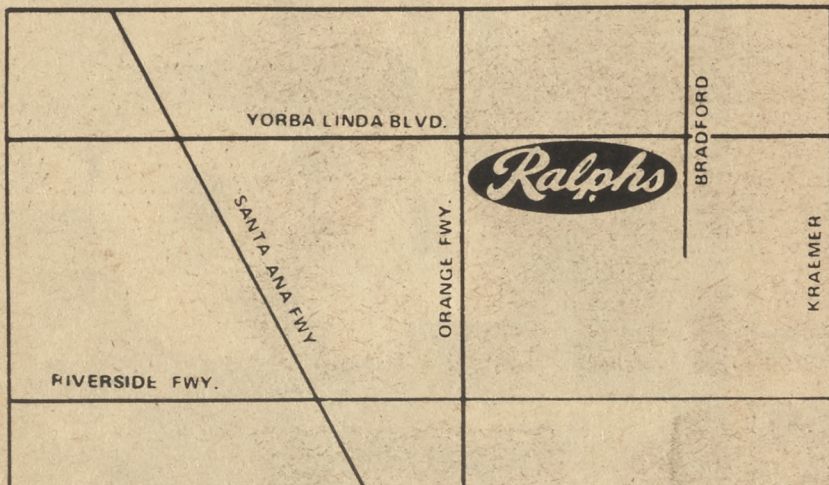 YORBA LINDA BLVD.
BRADFORD
Ralphs
SANTA ANA FWY
ORANGE FWY.
KRAEMER
RIVERSIDE FWY.